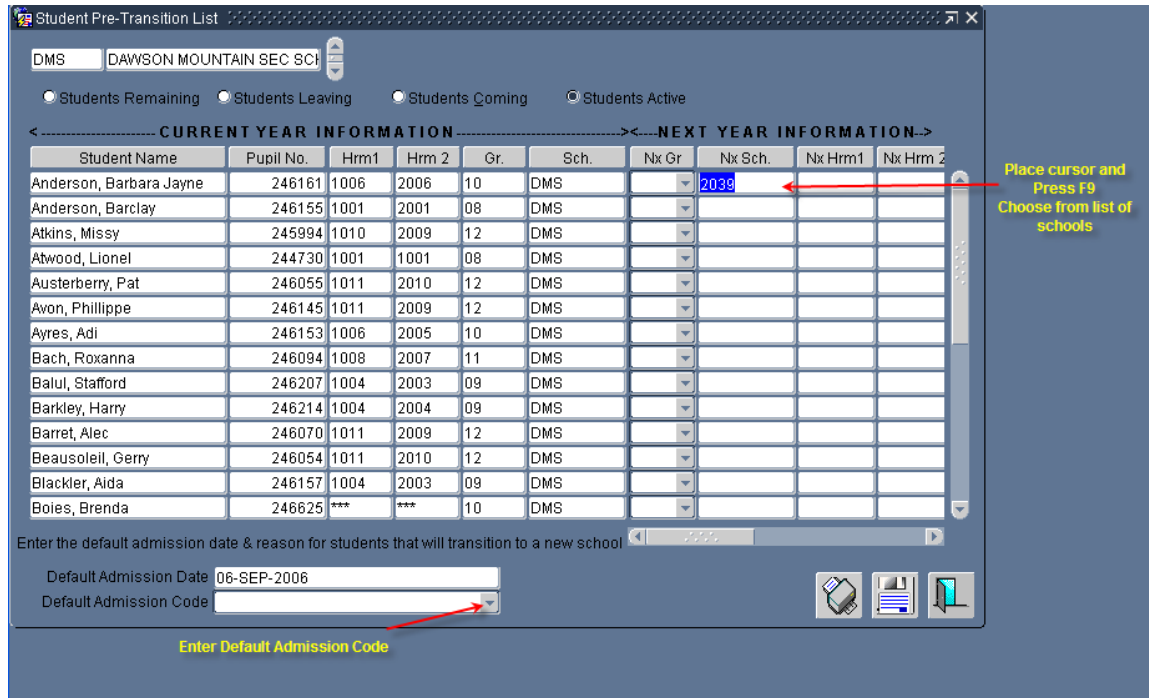 Student Pre-Transition List
DMS DAWSON MOUNTAIN SEC SCH
Students Remaining Students Leaving Students Coming Students Active
<---------------------- CURRENT YEAR INFORMATION ----------------------------><----NEXT YEAR INFORMATION-->
Student Name Pupil No. Hrm1 Hrm 2 Gr. Sch. Nx Gr Nx Sch. Nx Hrm1 Nx Hrm 2
Anderson, Barbara Jayne 246161 1006 2006 10 DMS 2039
Anderson, Barclay 246155 1001 2001 08 DMS
Atkins, Missy 245994 1010 2009 12 DMS
Atwood, Lionel 244730 1001 1001 08 DMS
Austerberry, Pat 246055 1011 2010 12 DMS
Avon, Phillippe 246145 1011 2009 12 DMS
Ayres, Adi 246153 1006 2005 10 DMS
Bach, Roxanna 246094 1008 2007 11 DMS
Balul, Stafford 246207 1004 2003 09 DMS
Barkley, Harry 246214 1004 2004 09 DMS
Barret, Alec 246070 1011 2009 12 DMS
Beausoleil, Gerry 246054 1011 2010 12 DMS
Blackler, Aida 246157 1004 2003 09 DMS
Boies, Brenda 246625 *** *** 10 DMS
Place cursor and
Press F9
Choose from list of
schools
Enter the default admission date & reason for students that will transition to a new school
Default Admission Date 06-SEP-2006
Default Admission Code
Enter Default Admission Code